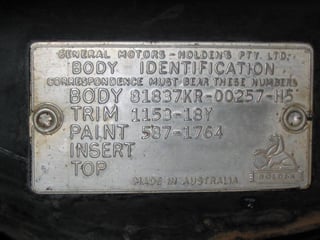 GENERAL MOTORS - HOLDEN'S PTY. LTD.
BODY IDENTIFICATION
CORRESPONDENCE MUST BEAR THESE NUMBERS
BODY 81837KR-00257-H5
TRIM 1153-18Y
PAINT 587-1764
INSERT
TOP
MADE IN AUSTRALIA
HOLDEN